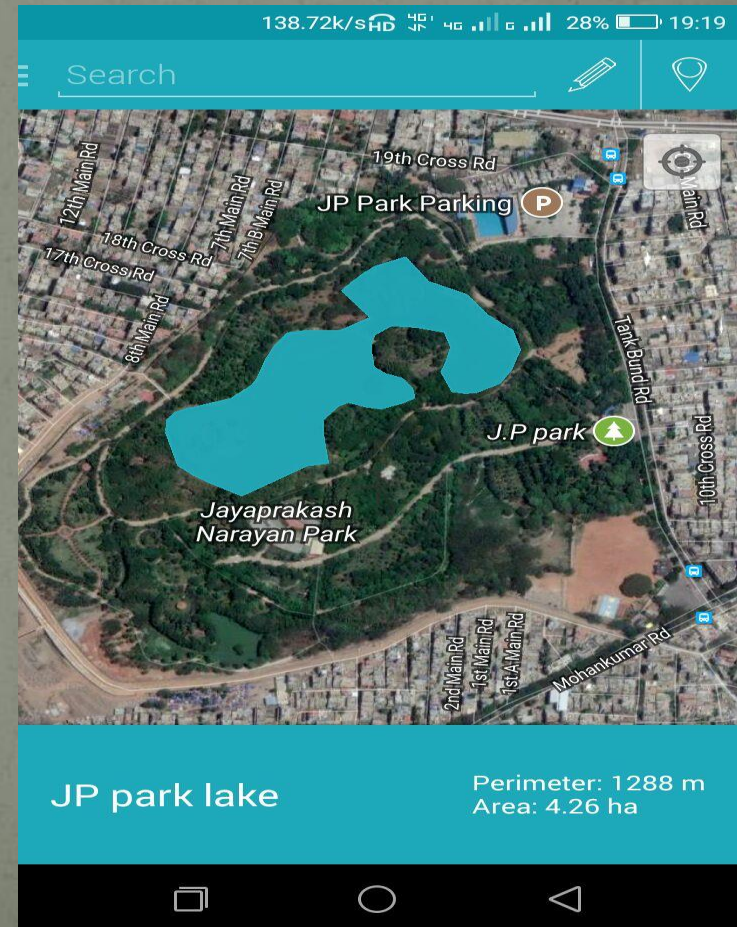 138.72k/s HD 4G 4G G 28% 19:19
Search
19th Cross Rd
12th Main Rd
7th Main Rd
7th B Main Rd
JP Park Parking P
Main Rd
18th Cross Rd
17th Cross Rd
8th Main Rd
Tank Bund Rd
J.P park
10th Cross Rd
Jayaprakash
Narayan Park
2nd Main Rd
1st Main Rd
1st A Main Rd
Mohankumar Rd
JP park lake
Perimeter: 1288 m
Area: 4.26 ha